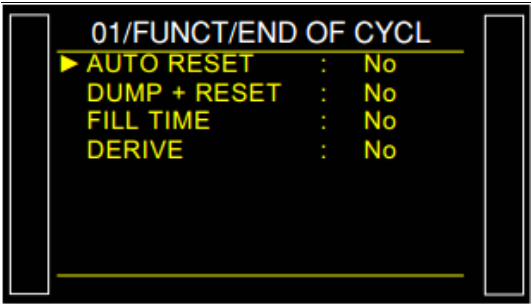 01/FUNCT/END OF CYCL
▶ AUTO RESET : No
DUMP + RESET : No
FILL TIME : No
DERIVE : No